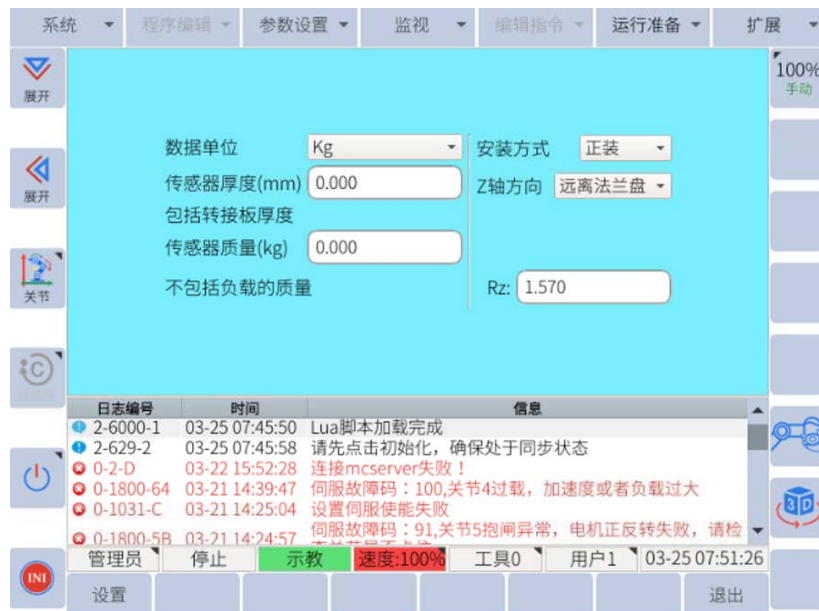 系统 程序编辑 参数设置 监视 编辑指令 运行准备 扩展
展开 100%
手动
数据单位 Kg 安装方式 正装
传感器厚度(mm) 0.000 Z轴方向 远离法兰盘
展开
包括转接板厚度
传感器质量(kg) 0.000
关节 不包括负载的质量 Rz: 1.570
日志编号 时间 信息
2-6000-1 03-25 07:45:50 Lua脚本加载完成
2-629-2 03-25 07:45:58 请先点击初始化，确保处于同步状态
0-2-D 03-22 15:52:28 连接mcserver失败！
0-1800-64 03-21 14:39:47 伺服故障码：100,关节4过载，加速度或者负载过大
0-1031-C 03-21 14:25:04 设置伺服使能失败
0-1800-5B 03-21 14:24:57 伺服故障码：91,关节5抱闸异常，电机正反转失败，请检
3D
管理员 停止 示教 速度:100% 工具0 用户1 03-25 07:51:26
INI
设置 退出